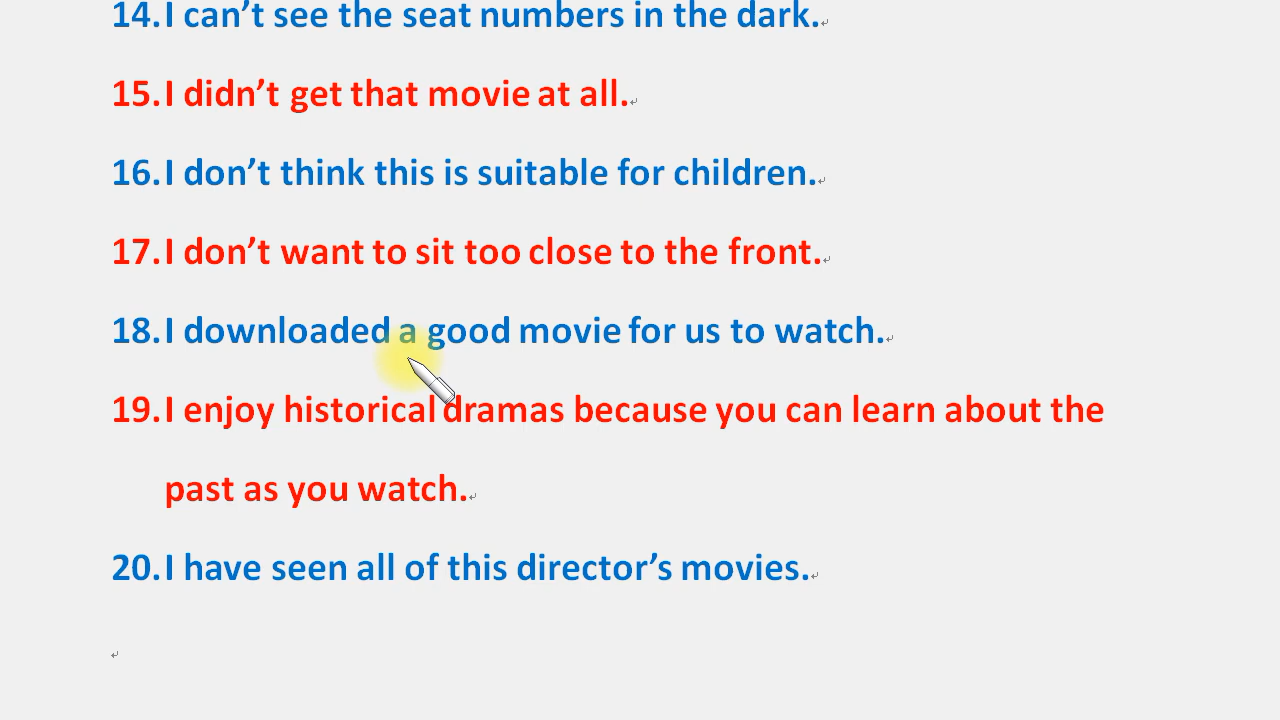 14. I can’t see the seat numbers in the dark.
15. I didn’t get that movie at all.
16. I don’t think this is suitable for children.
17. I don’t want to sit too close to the front.
18. I downloaded a good movie for us to watch.
19. I enjoy historical dramas because you can learn about the
past as you watch.
20. I have seen all of this director’s movies.